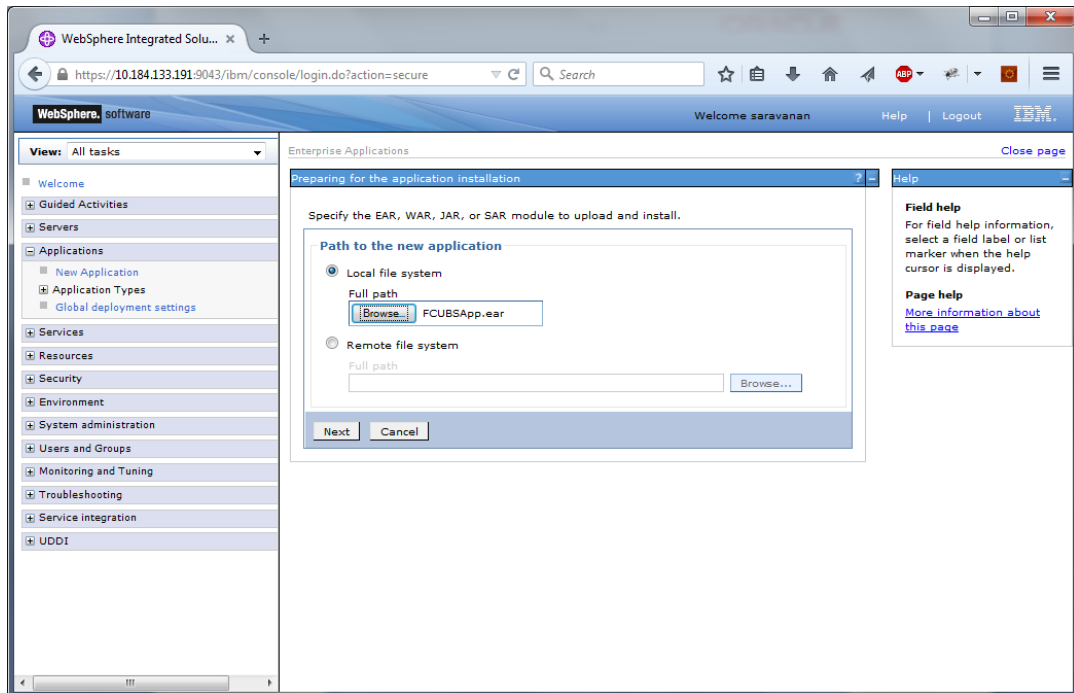 WebSphere Integrated Solu... × +
https://10.184.133.191:9043/ibm/console/login.do?action=secure Search ABP
WebSphere. software Welcome saravanan Help | Logout IBM.
View: All tasks
Welcome
Guided Activities
Servers
Applications
New Application
Application Types
Global deployment settings
Services
Resources
Security
Environment
System administration
Users and Groups
Monitoring and Tuning
Troubleshooting
Service integration
UDDI
Enterprise Applications Close page
Preparing for the application installation ? –
Specify the EAR, WAR, JAR, or SAR module to upload and install.
Path to the new application
Local file system
Full path
Browse... FCUBSApp.ear
Remote file system
Full path
Browse...
Next Cancel
Help –
Field help
For field help information,
select a field label or list
marker when the help
cursor is displayed.
Page help
More information about
this page